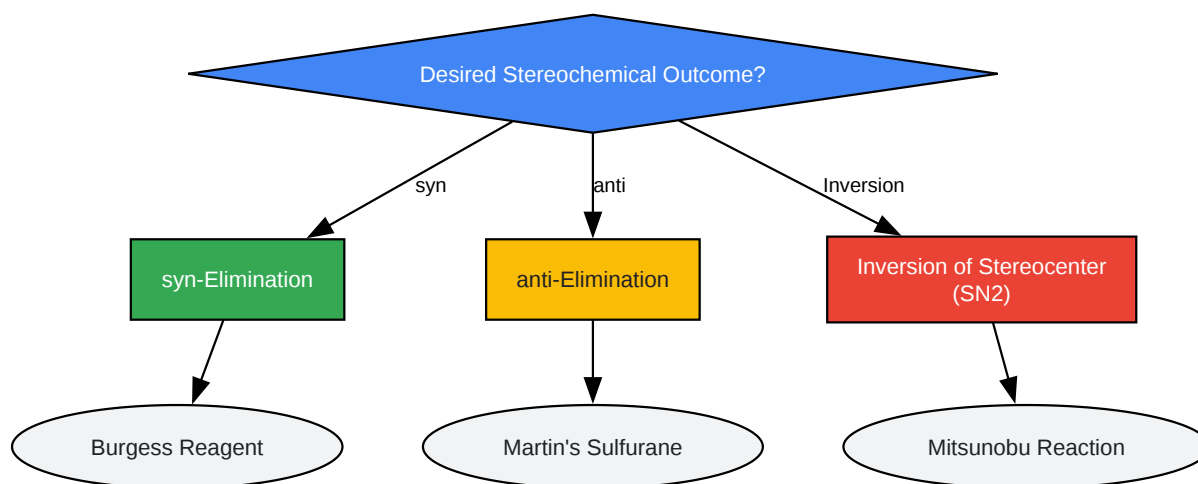 Desired Stereochemical Outcome?
syn
anti
Inversion
syn-Elimination
anti-Elimination
Inversion of Stereocenter
(SN2)
Burgess Reagent
Martin's Sulfurane
Mitsunobu Reaction